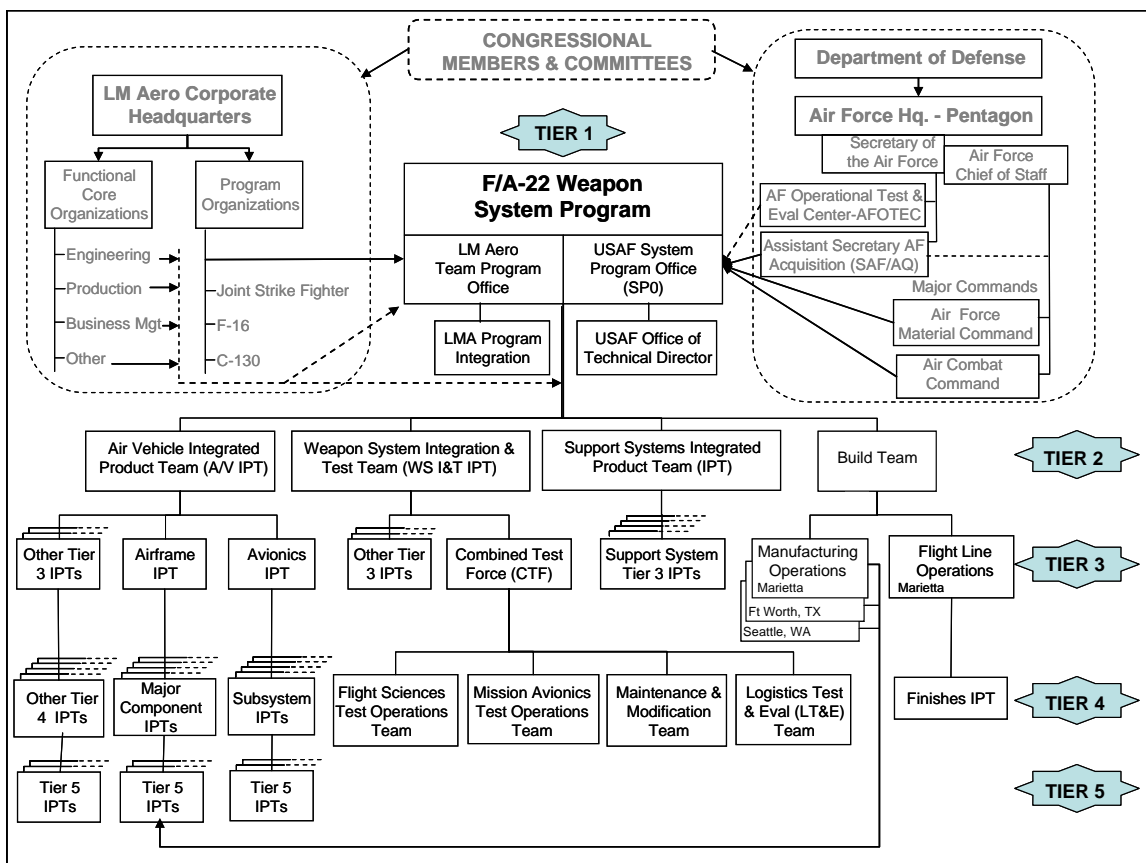 CONGRESSIONAL
MEMBERS & COMMITTEES
LM Aero Corporate
Headquarters
Functional
Core
Organizations
Program
Organizations
Engineering
Production
Business Mgt
Other
Joint Strike Fighter
F-16
C-130
TIER 1
F/A-22 Weapon
System Program
LM Aero
Team Program
Office
USAF System
Program Office
(SP0)
LMA Program
Integration
USAF Office of
Technical Director
Department of Defense
Air Force Hq. - Pentagon
Secretary of
the Air Force
Air Force
Chief of Staff
AF Operational Test &
Eval Center-AFOTEC
Assistant Secretary AF
Acquisition (SAF/AQ)
Major Commands
Air Force
Material Command
Air Combat
Command
Air Vehicle Integrated
Product Team (A/V IPT)
Weapon System Integration &
Test Team (WS I&T IPT)
Support Systems Integrated
Product Team (IPT)
Build Team
TIER 2
Other Tier
3 IPTs
Airframe
IPT
Avionics
IPT
Other Tier
3 IPTs
Combined Test
Force (CTF)
Support System
Tier 3 IPTs
Manufacturing
Operations
Marietta
Ft Worth, TX
Seattle, WA
Flight Line
Operations
Marietta
TIER 3
Other Tier
4 IPTs
Major
Component
IPTs
Subsystem
IPTs
Flight Sciences
Test Operations
Team
Mission Avionics
Test Operations
Team
Maintenance &
Modification
Team
Logistics Test
& Eval (LT&E)
Team
Finishes IPT
TIER 4
Tier 5
IPTs
Tier 5
IPTs
Tier 5
IPTs
TIER 5